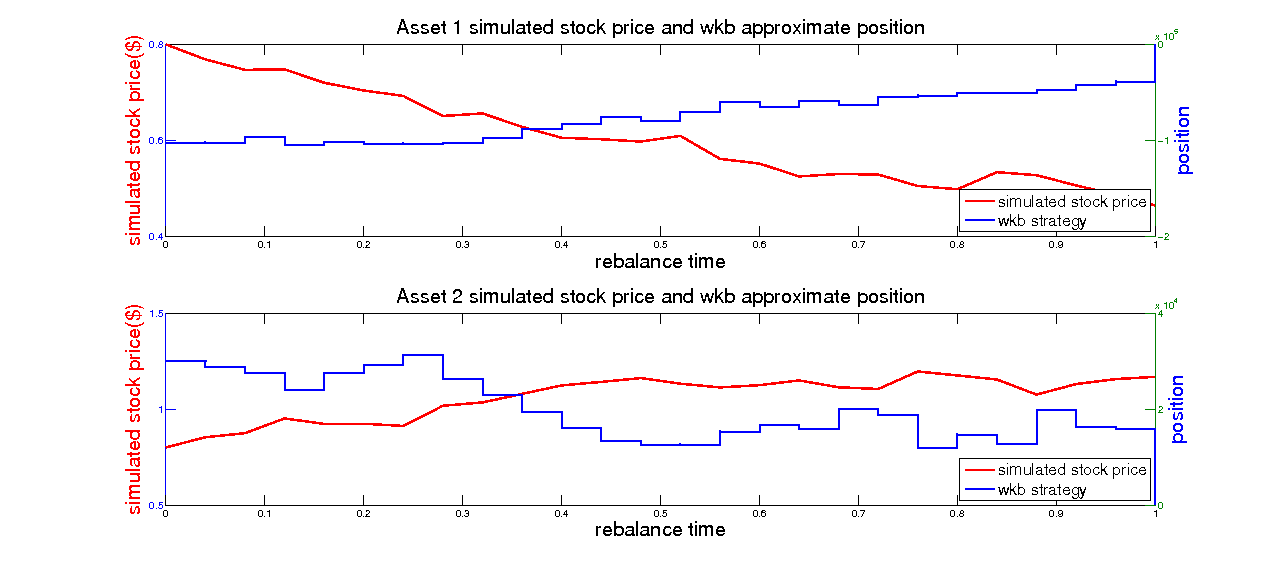 Asset 1 simulated stock price and wkb approximate position
x 10^5
0.8
0.6
0.4
simulated stock price($)
0
-1
-2
position
simulated stock price
wkb strategy
0 0.1 0.2 0.3 0.4 0.5 0.6 0.7 0.8 0.9 1
rebalance time
Asset 2 simulated stock price and wkb approximate position
x 10^4
1.5
1
0.5
simulated stock price($)
4
2
0
position
simulated stock price
wkb strategy
0 0.1 0.2 0.3 0.4 0.5 0.6 0.7 0.8 0.9 1
rebalance time